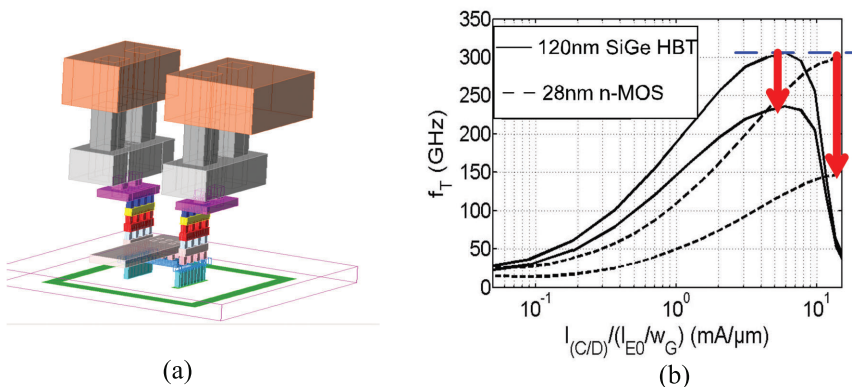 350
300
250
200
150
100
50
0
f_T (GHz)
120nm SiGe HBT
28nm n-MOS
10^-1
10^0
10^1
I_(C/D)/(l_E0/w_G) (mA/μm)
(a)
(b)